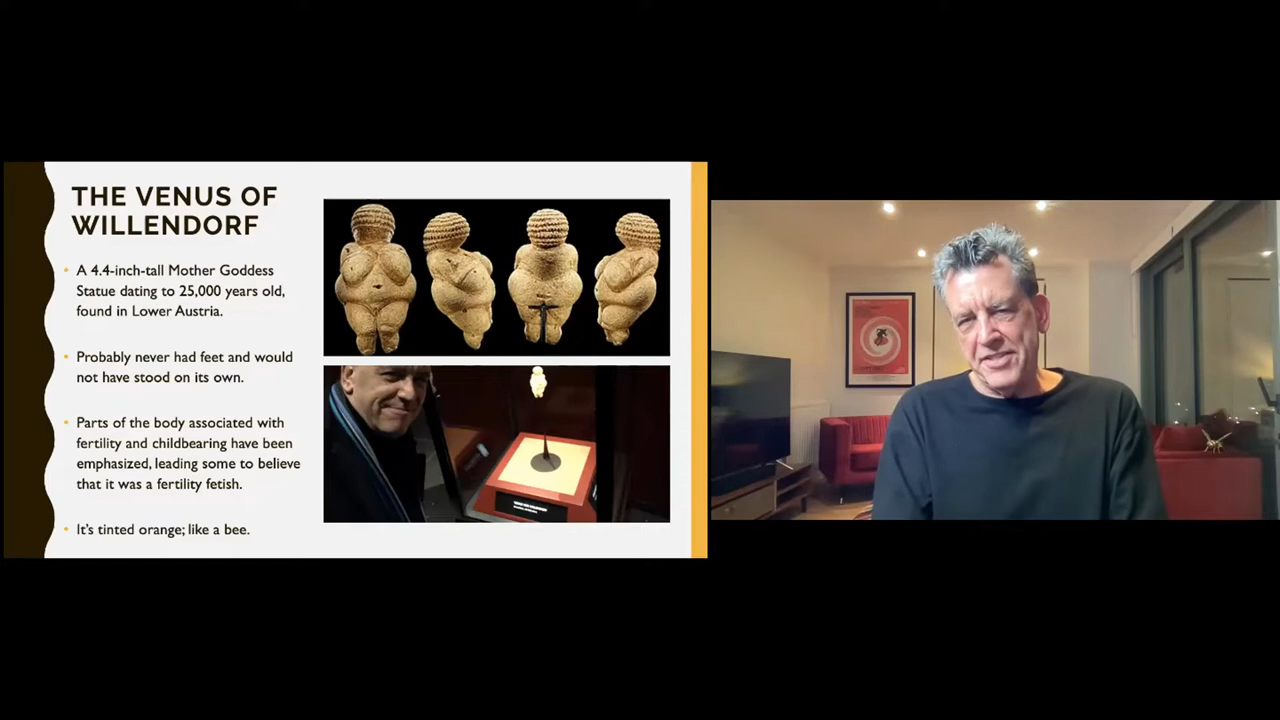 THE VENUS OF
WILLENDORF
• A 4.4-inch-tall Mother Goddess
Statue dating to 25,000 years old,
found in Lower Austria.
• Probably never had feet and would
not have stood on its own.
• Parts of the body associated with
fertility and childbearing have been
emphasized, leading some to believe
that it was a fertility fetish.
• It's tinted orange; like a bee.